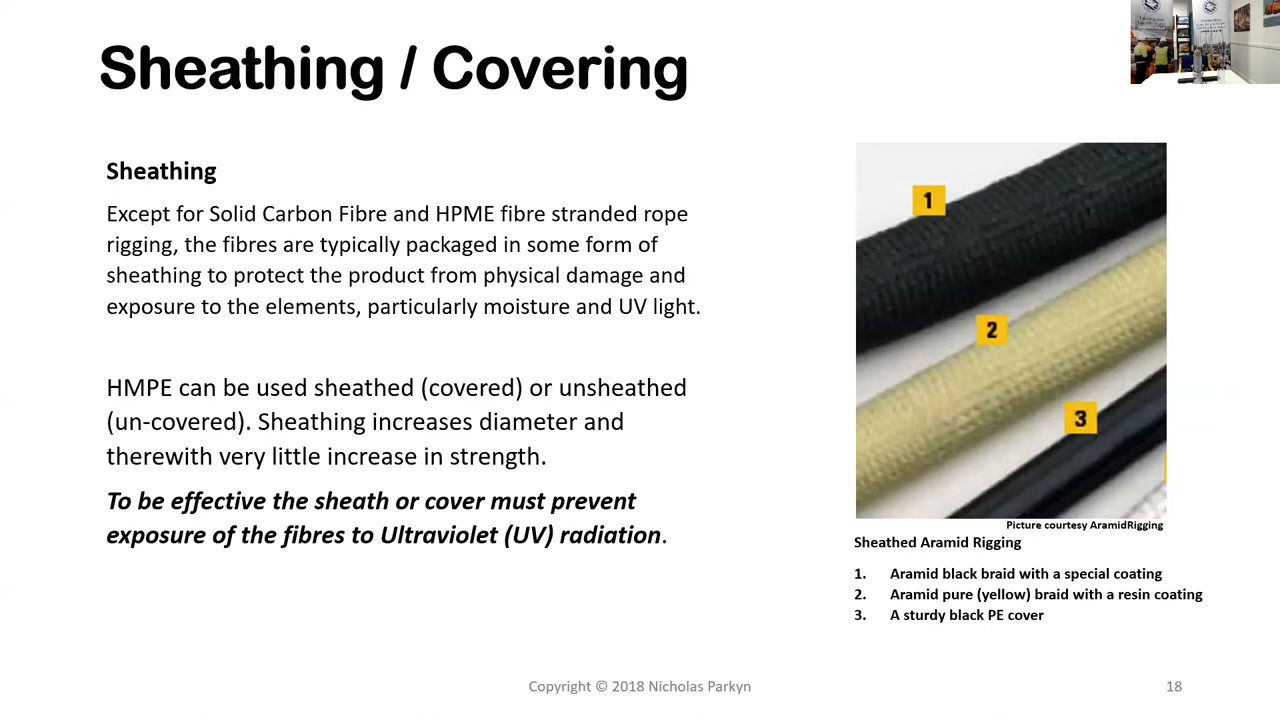 Sheathing / Covering
Sheathing
Except for Solid Carbon Fibre and HPME fibre stranded rope
rigging, the fibres are typically packaged in some form of
sheathing to protect the product from physical damage and
exposure to the elements, particularly moisture and UV light.
HMPE can be used sheathed (covered) or unsheathed
(un-covered). Sheathing increases diameter and
therewith very little increase in strength.
To be effective the sheath or cover must prevent
exposure of the fibres to Ultraviolet (UV) radiation.
1
2
3
Picture courtesy AramidRigging
Sheathed Aramid Rigging
1. Aramid black braid with a special coating
2. Aramid pure (yellow) braid with a resin coating
3. A sturdy black PE cover
Copyright © 2018 Nicholas Parkyn
18